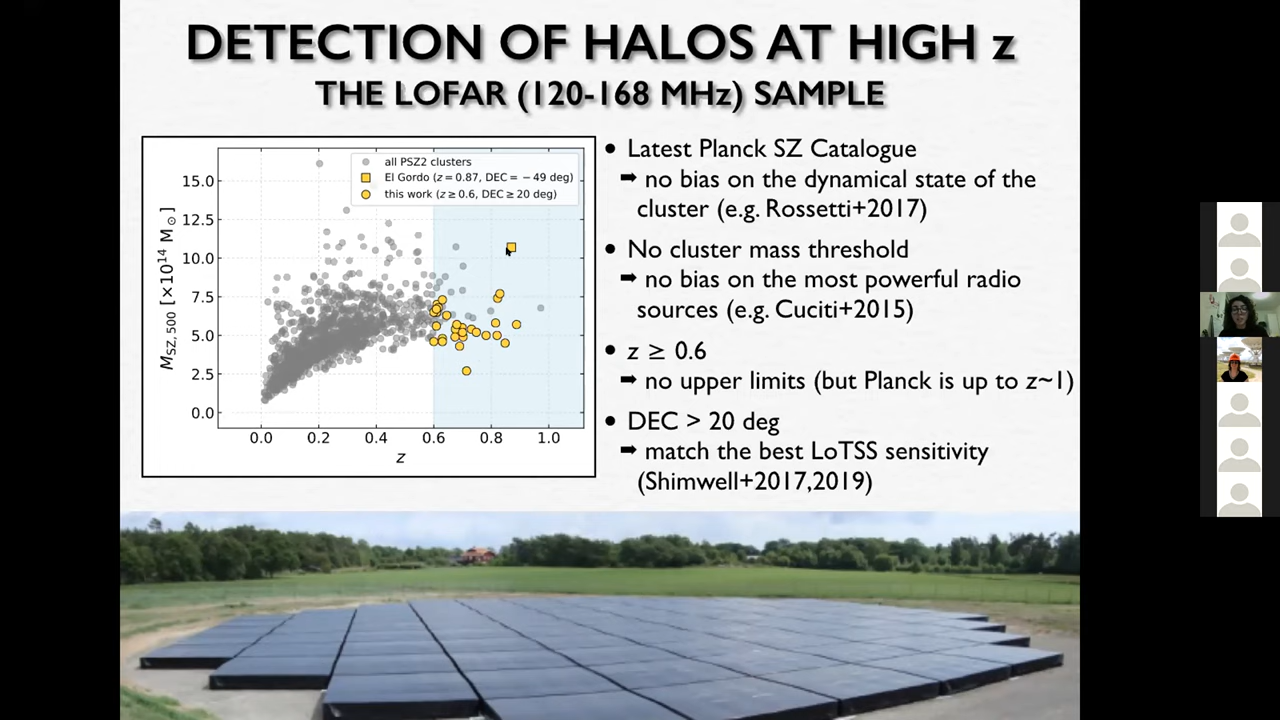 DETECTION OF HALOS AT HIGH z
THE LOFAR (120-168 MHz) SAMPLE
all PSZ2 clusters
El Gordo (z = 0.87, DEC = − 49 deg)
this work (z ≥ 0.6, DEC ≥ 20 deg)
15.0
12.5
10.0
7.5
5.0
2.5
0.0
M_SZ, 500 [×10^14 M_⊙]
0.0 0.2 0.4 0.6 0.8 1.0
z
• Latest Planck SZ Catalogue
➡ no bias on the dynamical state of the
cluster (e.g. Rossetti+2017)
• No cluster mass threshold
➡ no bias on the most powerful radio
sources (e.g. Cuciti+2015)
• z ≥ 0.6
➡ no upper limits (but Planck is up to z~1)
• DEC > 20 deg
➡ match the best LoTSS sensitivity
(Shimwell+2017,2019)